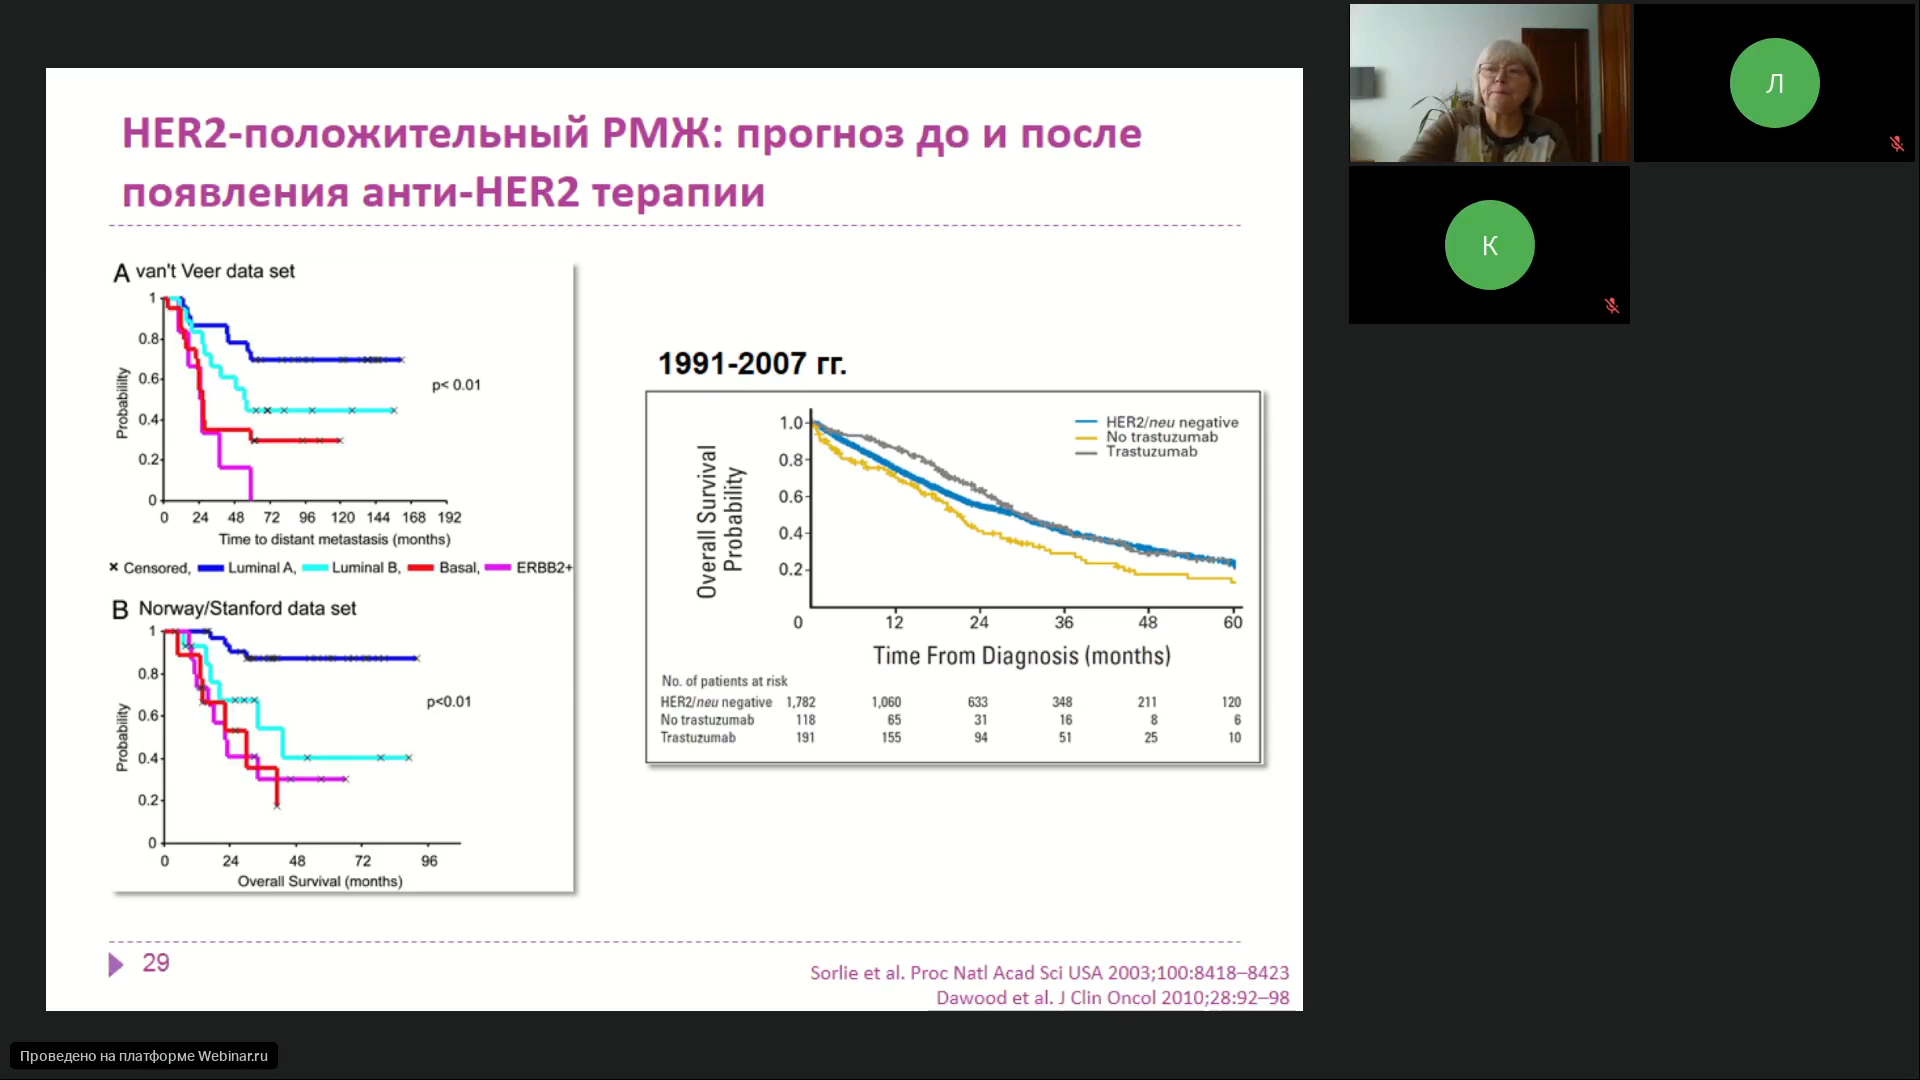 HER2-положительный РМЖ: прогноз до и после
появления анти-HER2 терапии
A van't Veer data set
1
0.8
0.6
0.4
0.2
0
Probability
p< 0.01
0 24 48 72 96 120 144 168 192
Time to distant metastasis (months)
× Censored, Luminal A, Luminal B, Basal, ERBB2+
B Norway/Stanford data set
1
0.8
0.6
0.4
0.2
0
Probability
p<0.01
0 24 48 72 96
Overall Survival (months)
1991-2007 гг.
Overall Survival
Probability
1.0
0.8
0.6
0.4
0.2
HER2/neu negative
No trastuzumab
Trastuzumab
0 12 24 36 48 60
Time From Diagnosis (months)
No. of patients at risk
HER2/neu negative 1,782 1,060 633 348 211 120
No trastuzumab 118 65 31 16 8 6
Trastuzumab 191 155 94 51 25 10
29
Sorlie et al. Proc Natl Acad Sci USA 2003;100:8418–8423
Dawood et al. J Clin Oncol 2010;28:92–98
Л
К
Проведено на платформе Webinar.ru